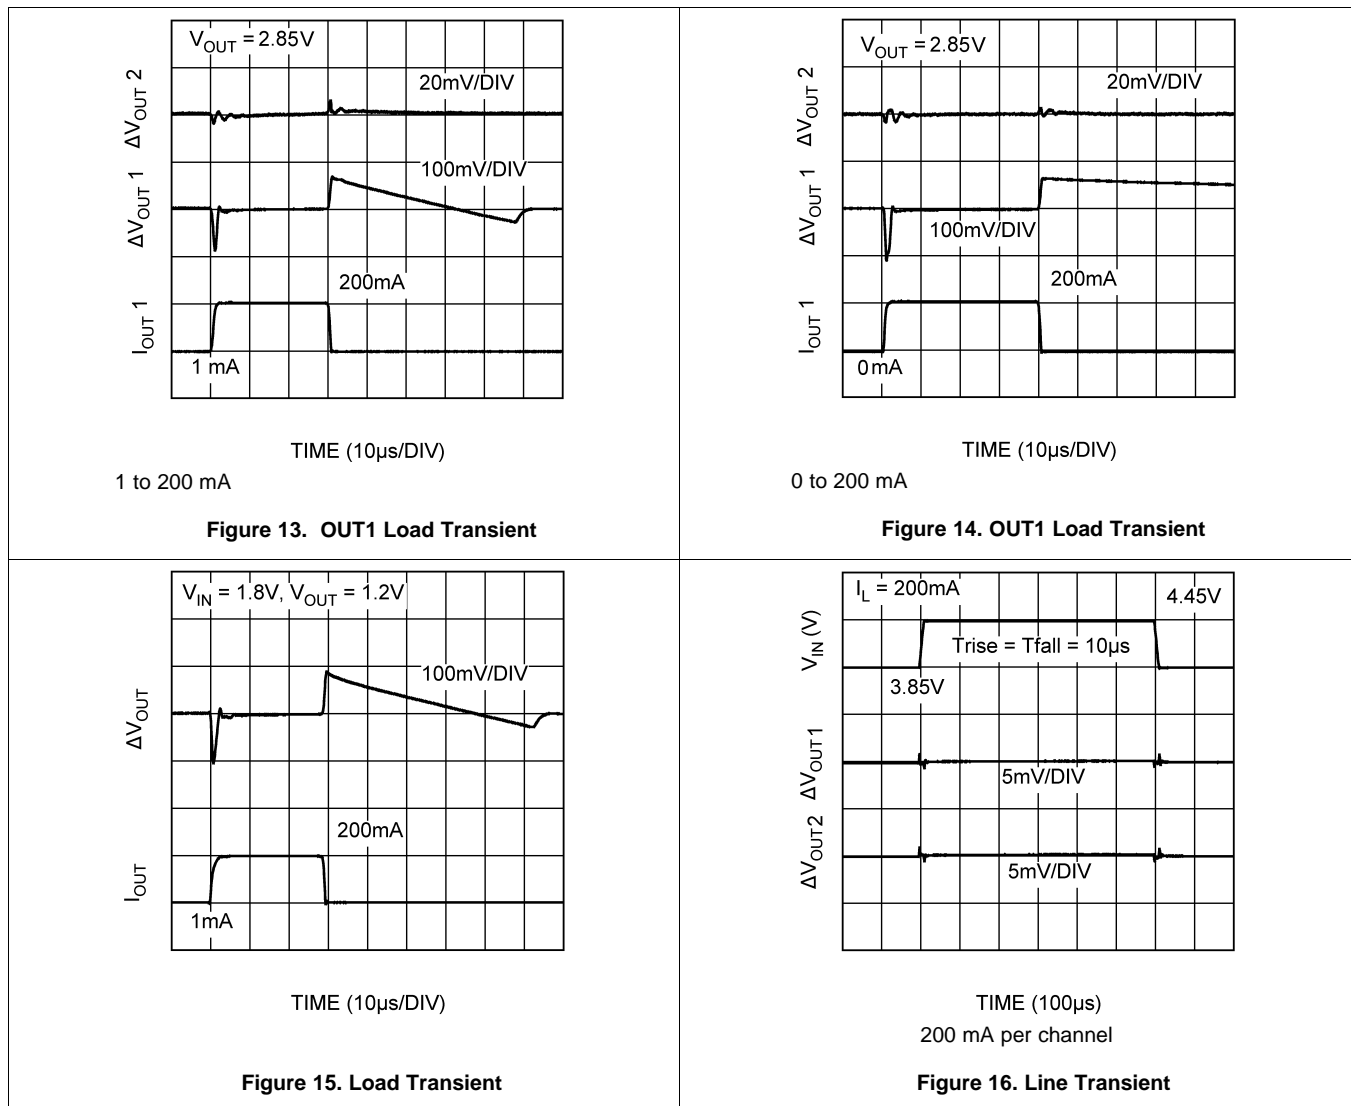 V_OUT = 2.85V
20mV/DIV
ΔV_OUT 2
100mV/DIV
ΔV_OUT 1
200mA
I_OUT 1
1 mA
TIME (10µs/DIV)
1 to 200 mA
Figure 13. OUT1 Load Transient
V_OUT = 2.85V
20mV/DIV
ΔV_OUT 2
ΔV_OUT 1
100mV/DIV
200mA
I_OUT 1
0mA
TIME (10µs/DIV)
0 to 200 mA
Figure 14. OUT1 Load Transient
V_IN = 1.8V, V_OUT = 1.2V
100mV/DIV
ΔV_OUT
200mA
I_OUT
1mA
TIME (10µs/DIV)
Figure 15. Load Transient
I_L = 200mA
4.45V
V_IN (V)
Trise = Tfall = 10µs
3.85V
ΔV_OUT1
5mV/DIV
ΔV_OUT2
5mV/DIV
TIME (100µs)
200 mA per channel
Figure 16. Line Transient